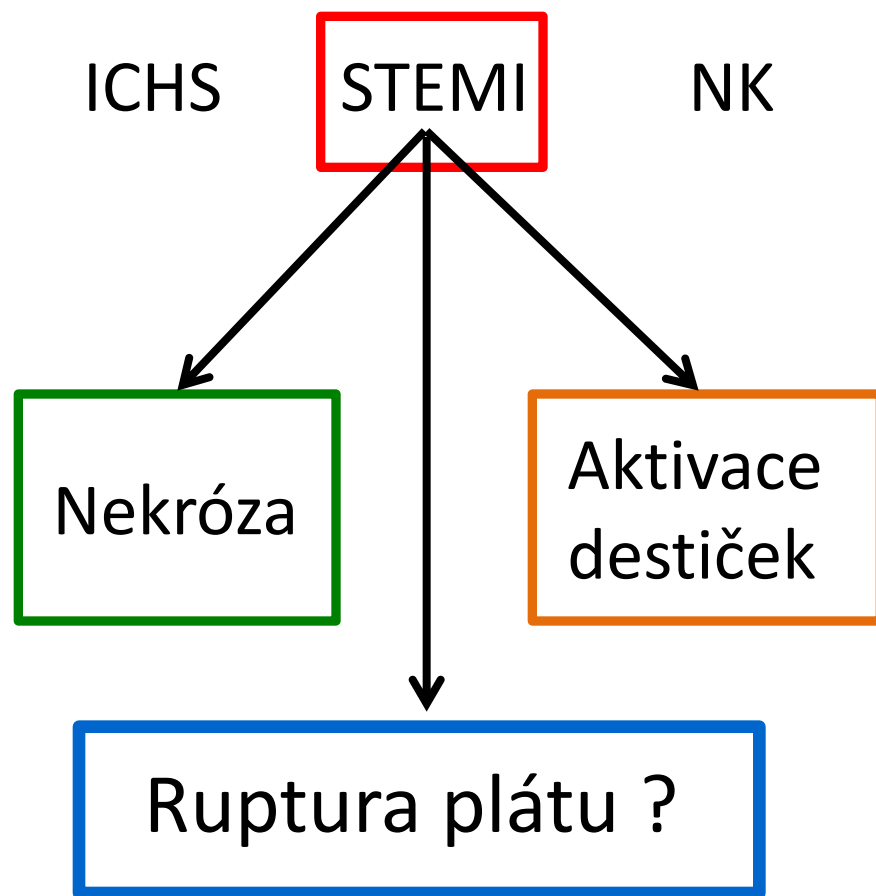 ICHS
STEMI
NK
Nekróza
Aktivace
destiček
Ruptura plátu ?